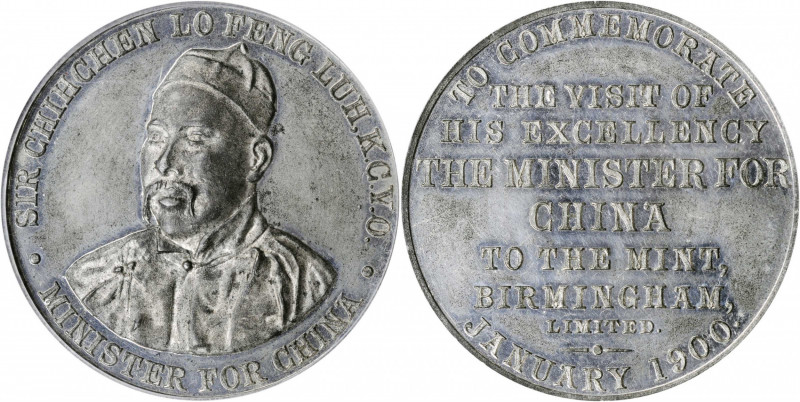 · SIR CHIHCHEN LO FENG LUH, K.C.V.O. ·
MINISTER FOR CHINA
TO COMMEMORATE
THE VISIT OF
HIS EXCELLENCY
THE MINISTER FOR
CHINA
TO THE MINT,
BIRMINGHAM,
LIMITED.
JANUARY 1900.